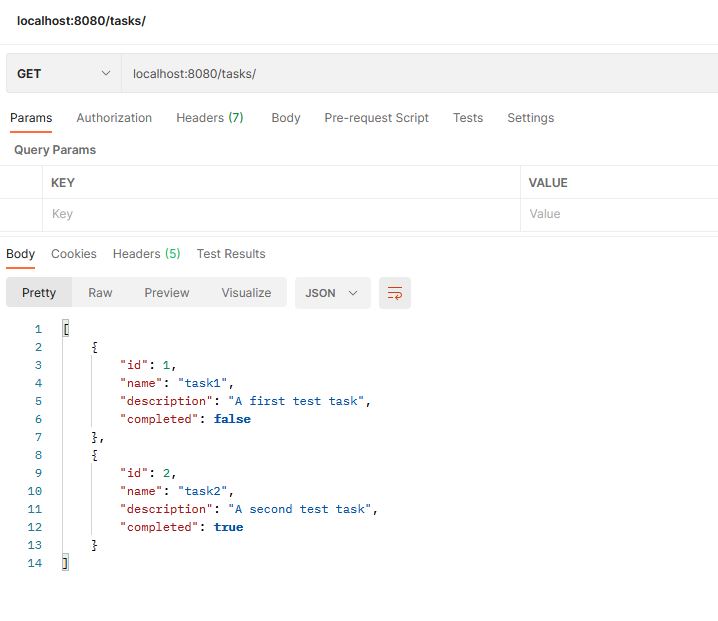 localhost:8080/tasks/
GET localhost:8080/tasks/
Params Authorization Headers (7) Body Pre-request Script Tests Settings
Query Params
KEY VALUE
Key Value
Body Cookies Headers (5) Test Results
Pretty Raw Preview Visualize JSON
1 [
2 {
3 "id": 1,
4 "name": "task1",
5 "description": "A first test task",
6 "completed": false
7 },
8 {
9 "id": 2,
10 "name": "task2",
11 "description": "A second test task",
12 "completed": true
13 }
14 ]